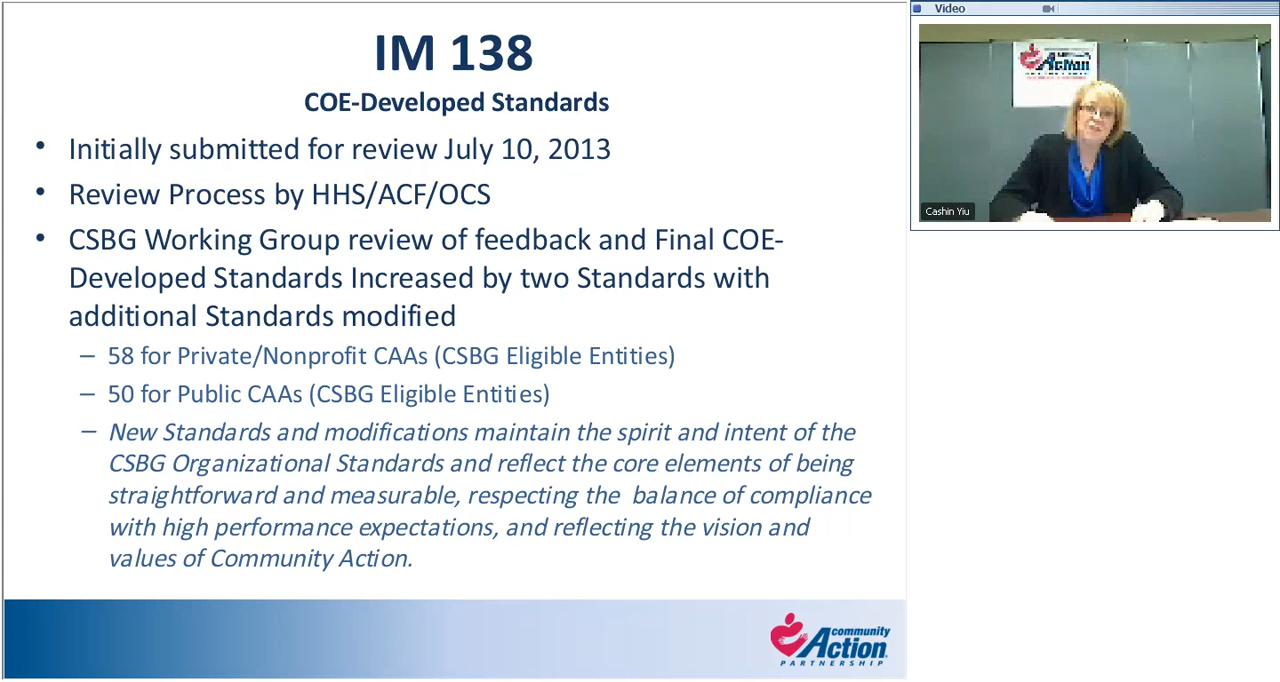 IM 138
COE-Developed Standards
• Initially submitted for review July 10, 2013
• Review Process by HHS/ACF/OCS
• CSBG Working Group review of feedback and Final COE-
Developed Standards Increased by two Standards with
additional Standards modified
– 58 for Private/Nonprofit CAAs (CSBG Eligible Entities)
– 50 for Public CAAs (CSBG Eligible Entities)
– New Standards and modifications maintain the spirit and intent of the
CSBG Organizational Standards and reflect the core elements of being
straightforward and measurable, respecting the balance of compliance
with high performance expectations, and reflecting the vision and
values of Community Action.
community
Action
PARTNERSHIP
Video
Action
Cashin Yiu